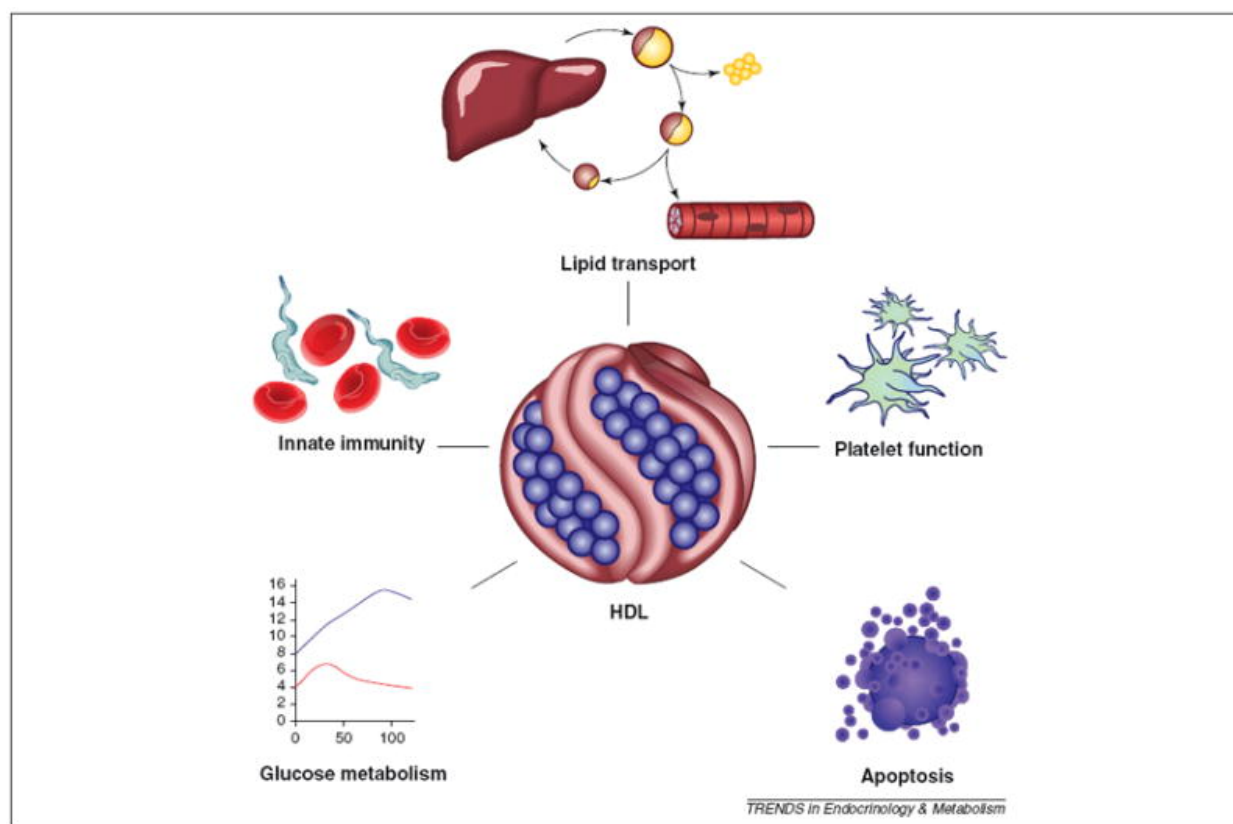 Lipid transport
Innate immunity
Platelet function
HDL
16
14
12
10
8
6
4
2
0
0 50 100
Glucose metabolism
Apoptosis
TRENDS in Endocrinology & Metabolism